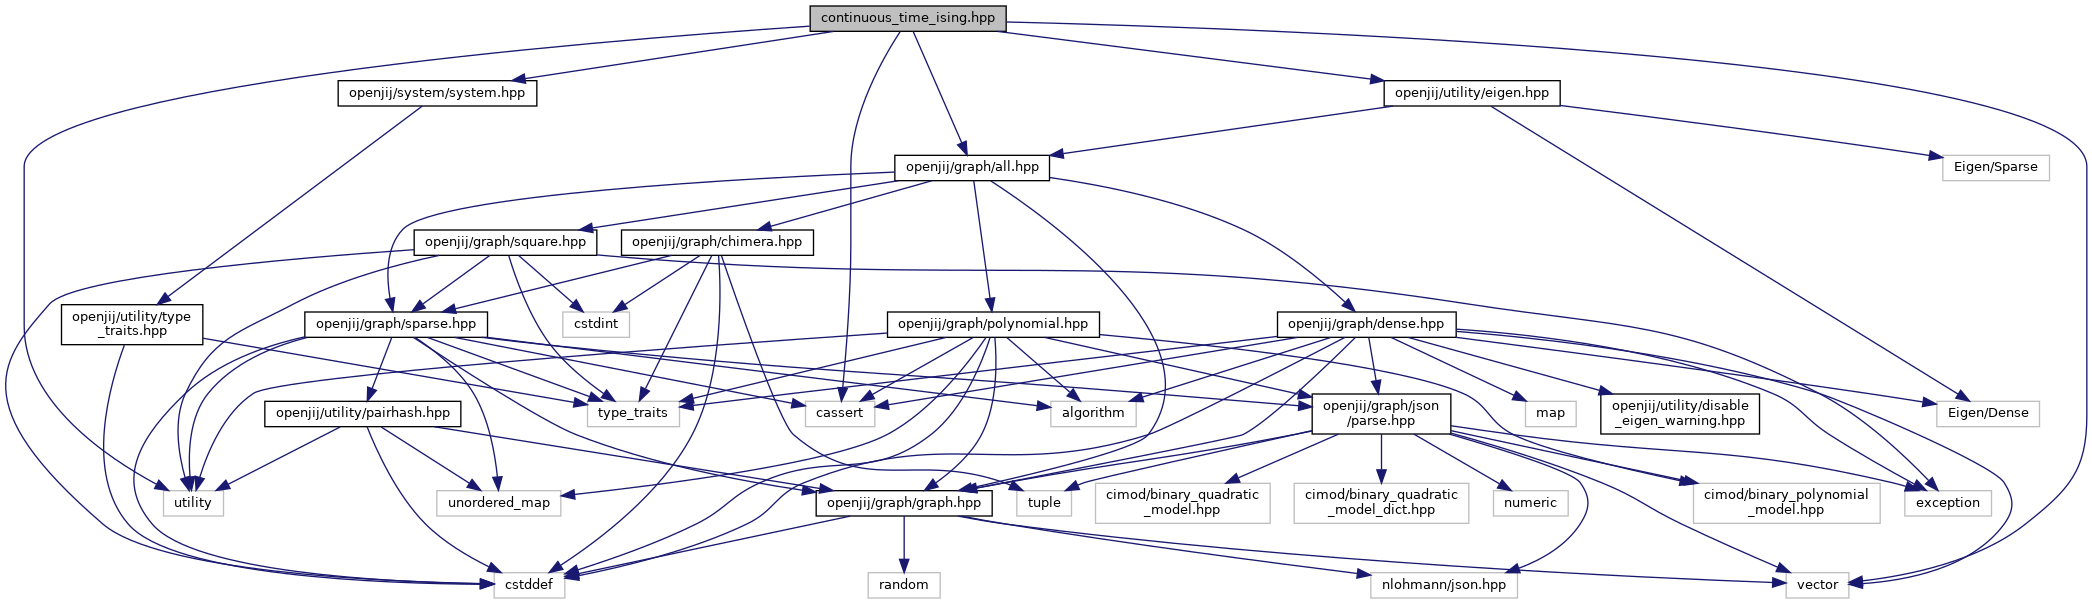 continuous_time_ising.hpp
openjij/system/system.hpp
openjij/utility/eigen.hpp
openjij/graph/all.hpp
Eigen/Sparse
openjij/graph/square.hpp
openjij/graph/chimera.hpp
openjij/utility/type
_traits.hpp
openjij/graph/sparse.hpp
cstdint
openjij/graph/polynomial.hpp
openjij/graph/dense.hpp
openjij/utility/pairhash.hpp
type_traits
cassert
algorithm
openjij/graph/json
/parse.hpp
map
openjij/utility/disable
_eigen_warning.hpp
Eigen/Dense
utility
unordered_map
openjij/graph/graph.hpp
tuple
cimod/binary_quadratic
_model.hpp
cimod/binary_quadratic
_model_dict.hpp
numeric
cimod/binary_polynomial
_model.hpp
exception
cstddef
random
nlohmann/json.hpp
vector